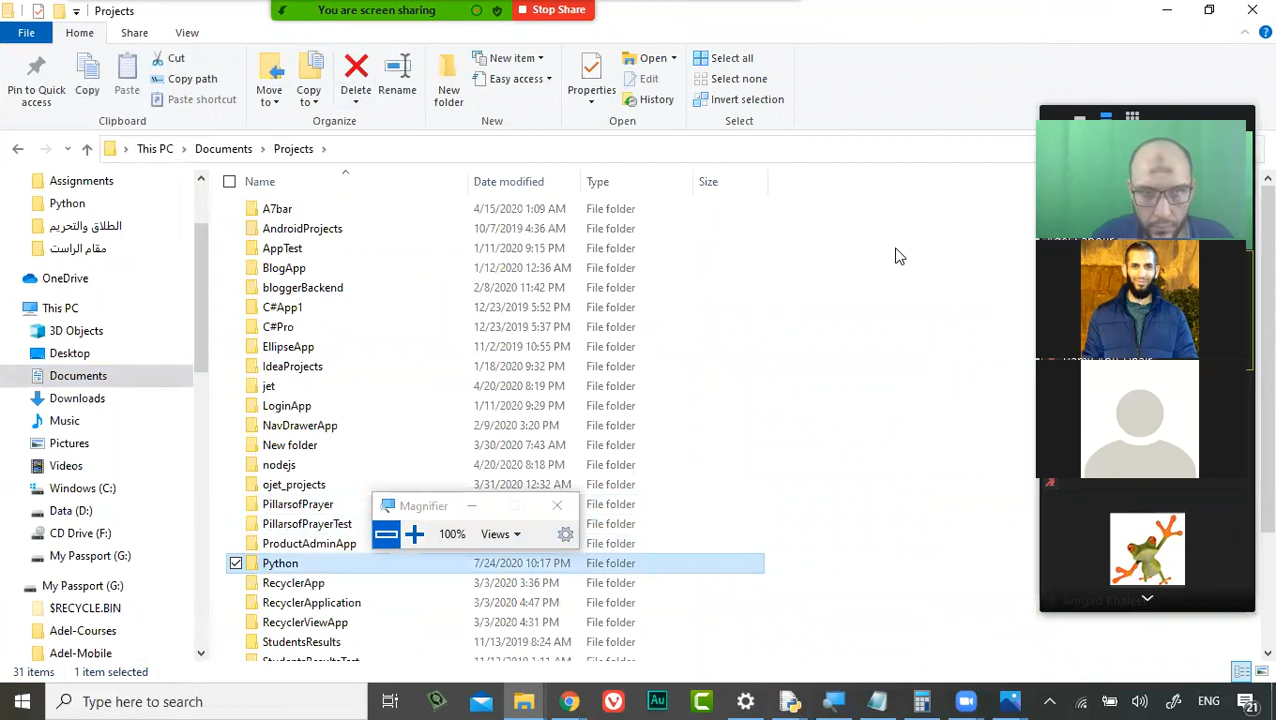 Projects
You are screen sharing
Stop Share
File
Home
Share
View
Pin to Quick access
Copy
Paste
Cut
Copy path
Paste shortcut
Clipboard
Move to
Copy to
Delete
Rename
Organize
New folder
New item
Easy access
New
Properties
Open
Edit
History
Open
Select all
Select none
Invert selection
Select
This PC
Documents
Projects
Assignments
Python
الطلاق والتحريم
مقام الراست
OneDrive
This PC
3D Objects
Desktop
Documents
Downloads
Music
Pictures
Videos
Windows (C:)
Data (D:)
CD Drive (F:)
My Passport (G:)
My Passport (G:)
$RECYCLE.BIN
Adel-Courses
Adel-Mobile
Name Date modified Type Size
A7bar 4/15/2020 1:09 AM File folder
AndroidProjects 10/7/2019 4:36 AM File folder
AppTest 1/11/2020 9:15 PM File folder
BlogApp 1/12/2020 12:36 AM File folder
bloggerBackend 2/8/2020 11:42 PM File folder
C#App1 12/23/2019 5:52 PM File folder
C#Pro 12/23/2019 5:37 PM File folder
EllipseApp 11/2/2019 10:55 PM File folder
IdeaProjects 1/18/2020 9:32 PM File folder
jet 4/20/2020 8:19 PM File folder
LoginApp 1/11/2020 9:29 PM File folder
NavDrawerApp 2/9/2020 3:20 PM File folder
New folder 3/30/2020 7:43 AM File folder
nodejs 4/20/2020 8:18 PM File folder
ojet_projects 3/31/2020 12:32 AM File folder
PillarsofPrayer File folder
PillarsofPrayerTest File folder
ProductAdminApp File folder
Python 7/24/2020 10:17 PM File folder
RecyclerApp 3/3/2020 3:36 PM File folder
RecyclerApplication 3/3/2020 4:47 PM File folder
RecyclerViewApp 3/3/2020 4:31 PM File folder
StudentsResults 11/13/2019 8:24 AM File folder
StudentsResultsTest 11/12/2019 1:11 AM File folder
Magnifier
100%
Views
Amgad Khaleel
31 items
1 item selected
Type here to search
Au
ENG
21